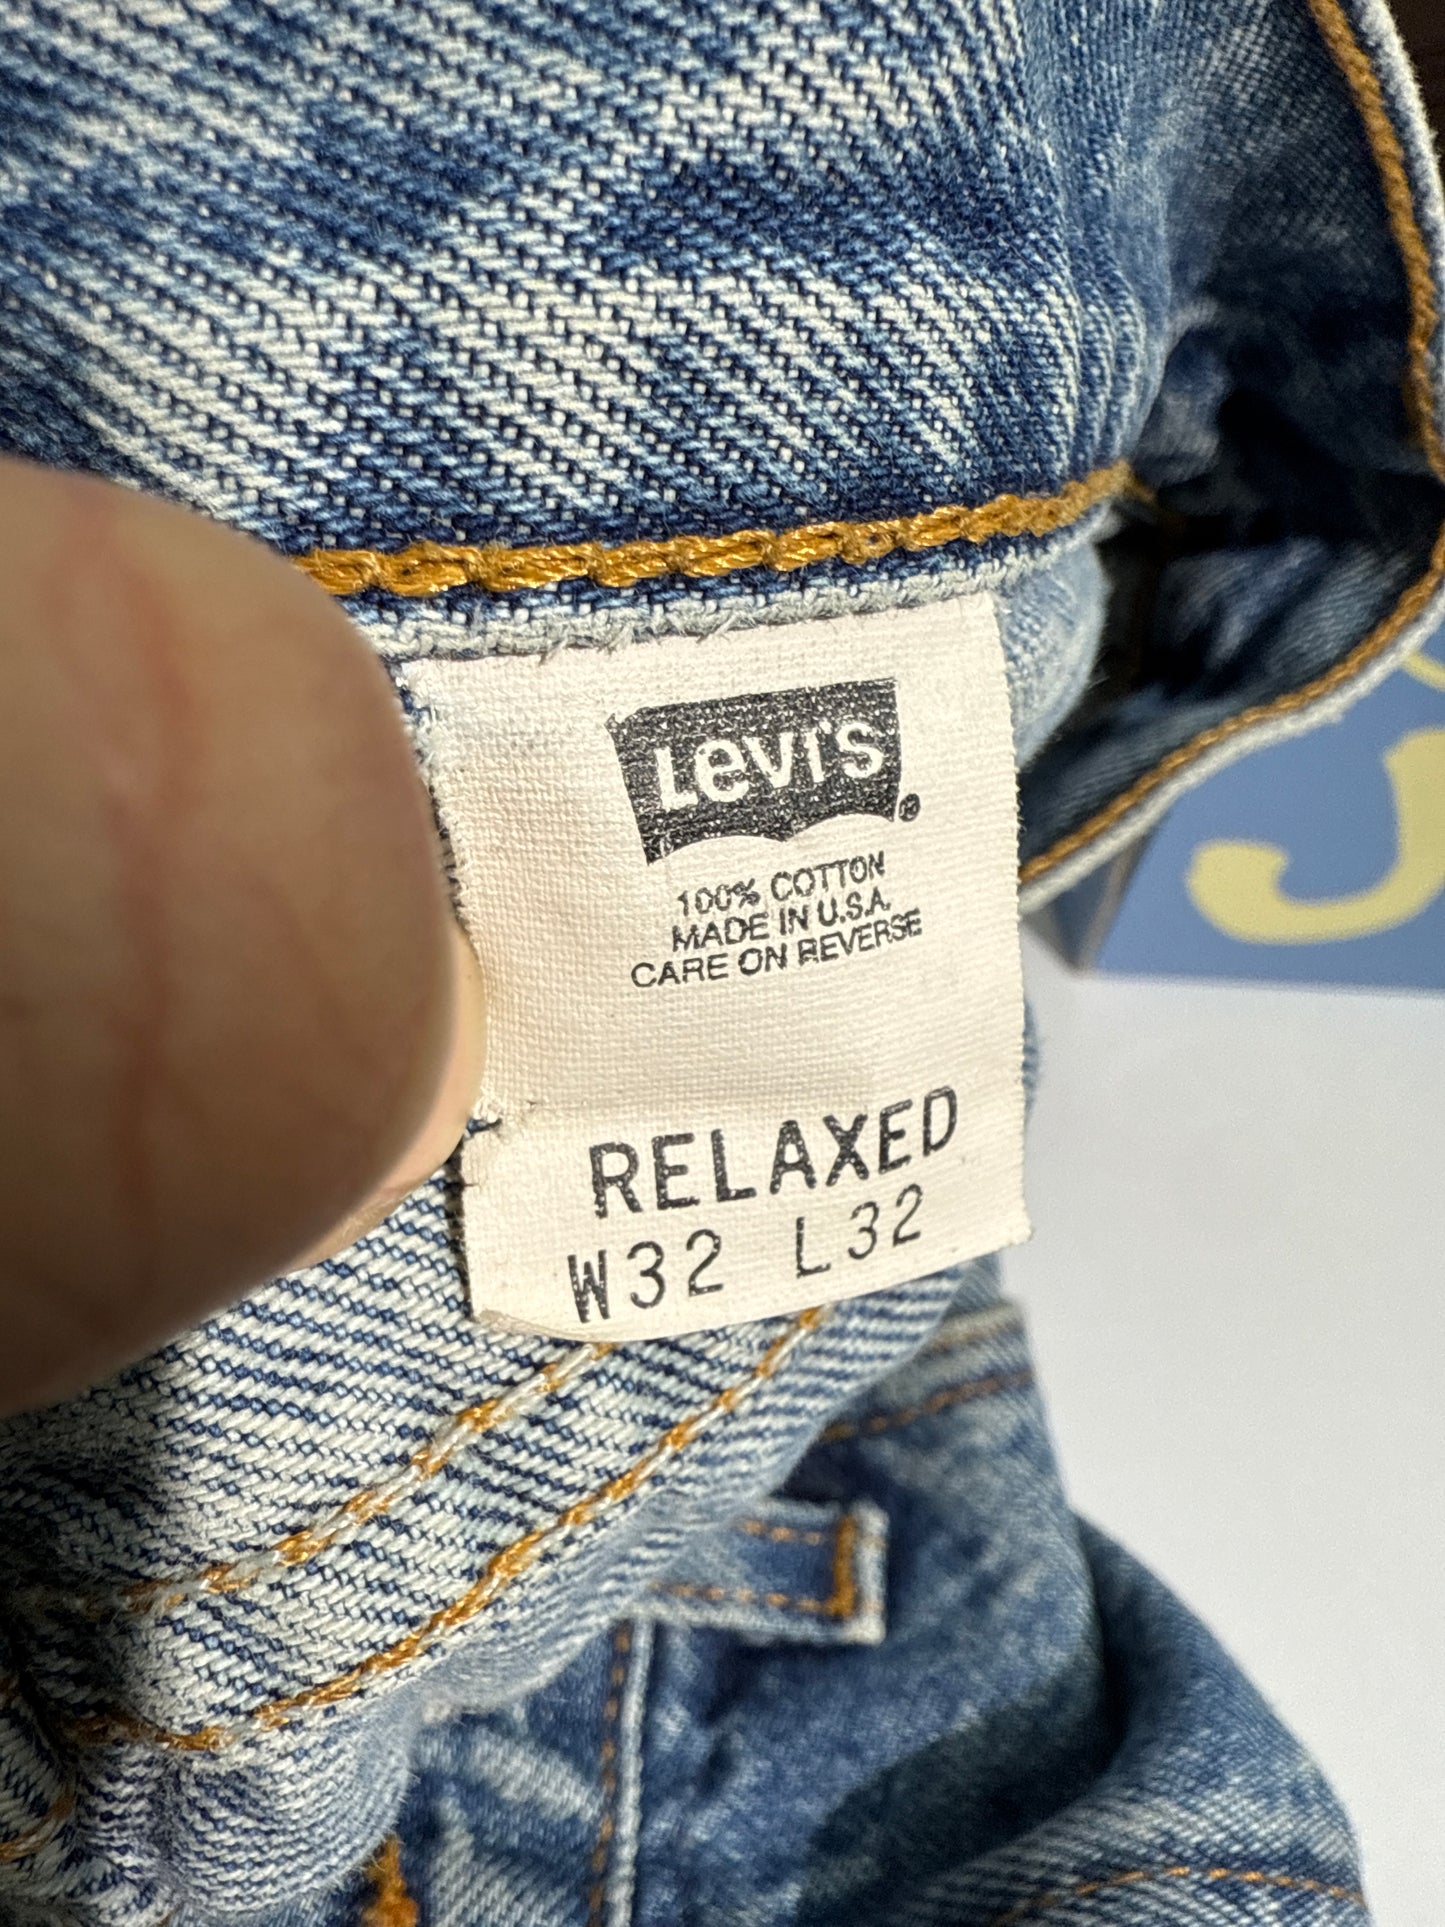 Levi's®
100% COTTON
MADE IN U.S.A.
CARE ON REVERSE
RELAXED
W32 L32